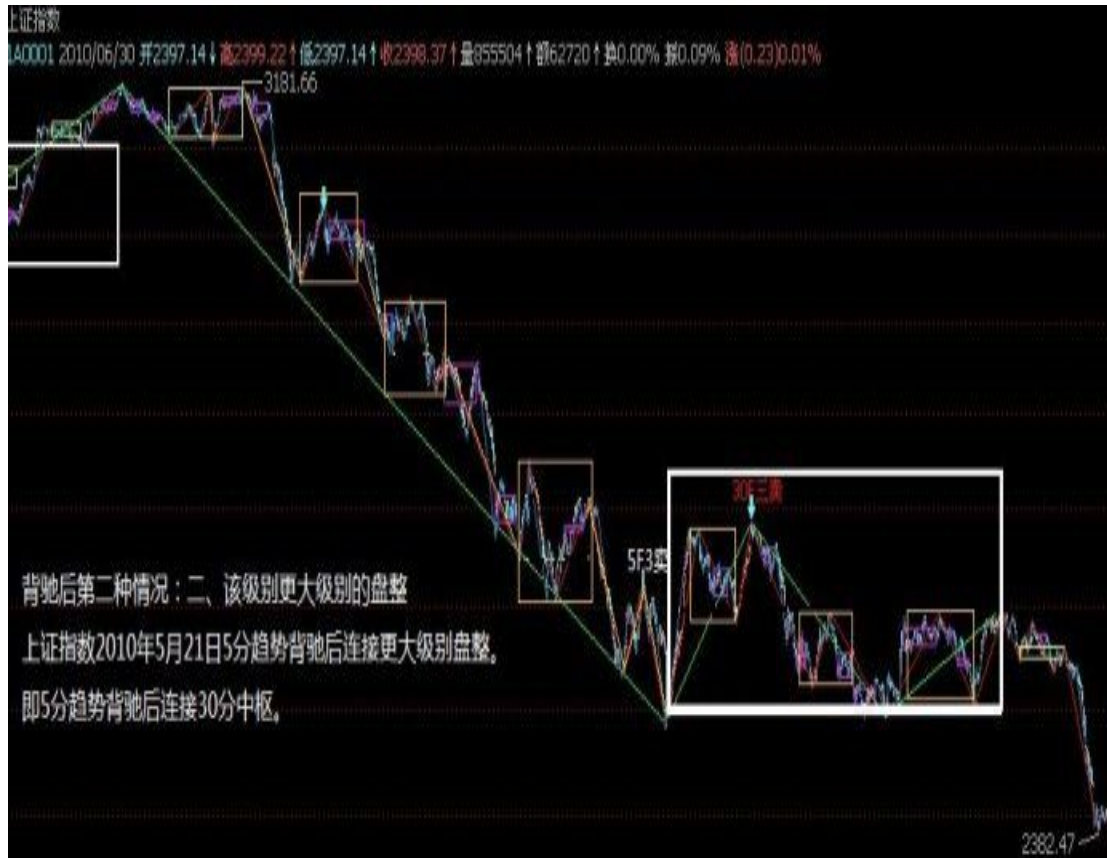 上证指数
1A0001 2010/06/30 开2397.14↓高2399.22↑低2397.14↑收2398.37↑量855504↑额62720↑换0.00% 振0.09% 涨(0.23)0.01%
3181.66
30F三卖
5F3卖
背驰后第二种情况：二、该级别更大级别的盘整
上证指数2010年5月21日5分趋势背驰后连接更大级别盘整。
即5分趋势背驰后连接30分中枢。
2382.47